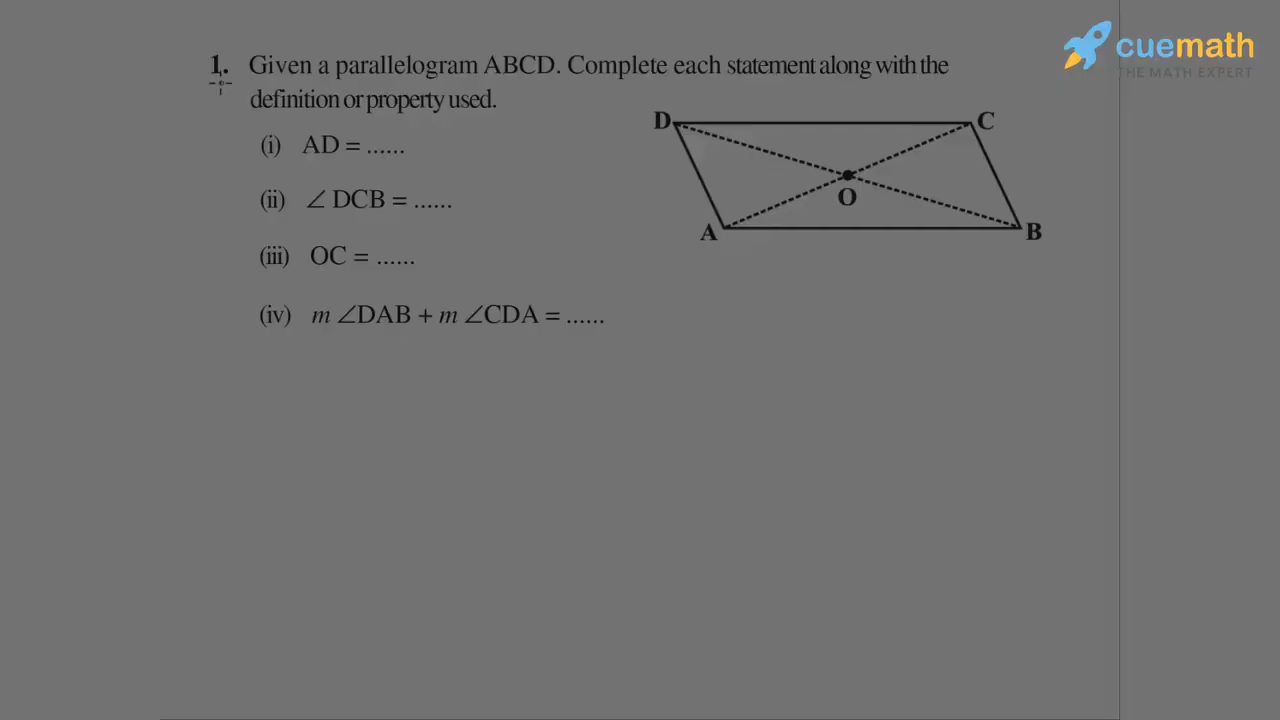 cuemath
THE MATH EXPERT
1. Given a parallelogram ABCD. Complete each statement along with the
definition or property used.
(i) AD = ......
(ii) ∠ DCB = ......
(iii) OC = ......
(iv) m ∠DAB + m ∠CDA = ......
D
C
O
A
B